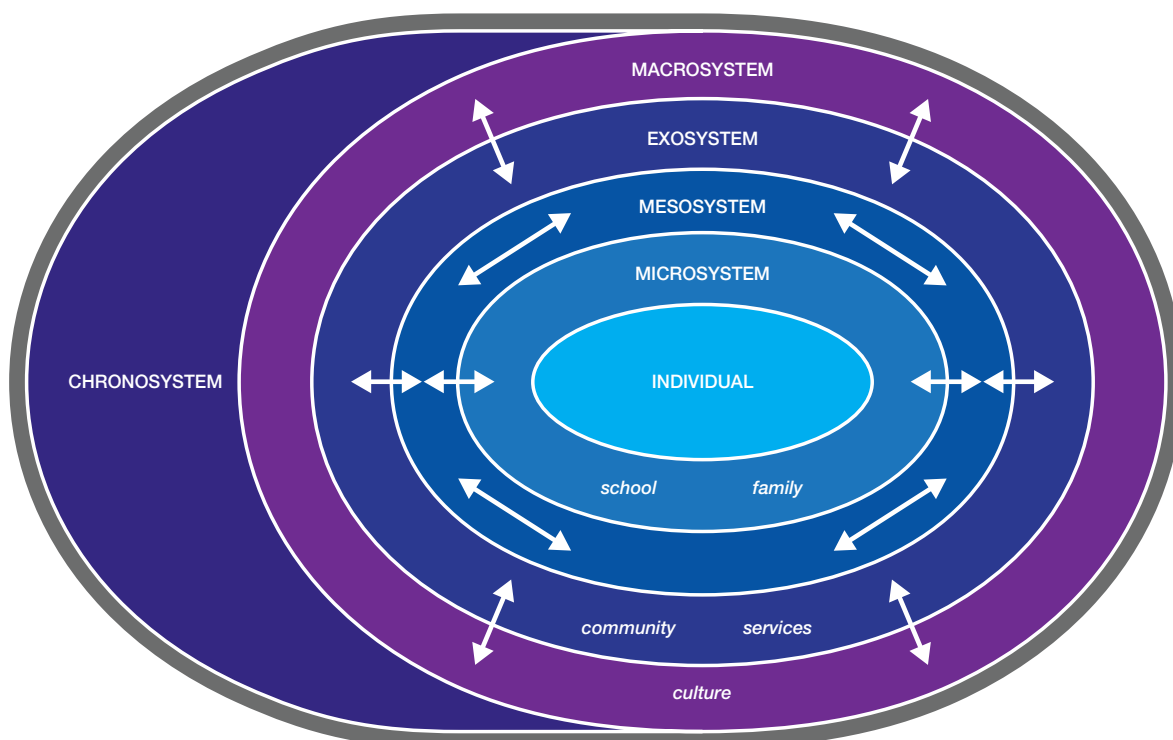 MACROSYSTEM
EXOSYSTEM
MESOSYSTEM
MICROSYSTEM
CHRONOSYSTEM
INDIVIDUAL
school family
community services
culture